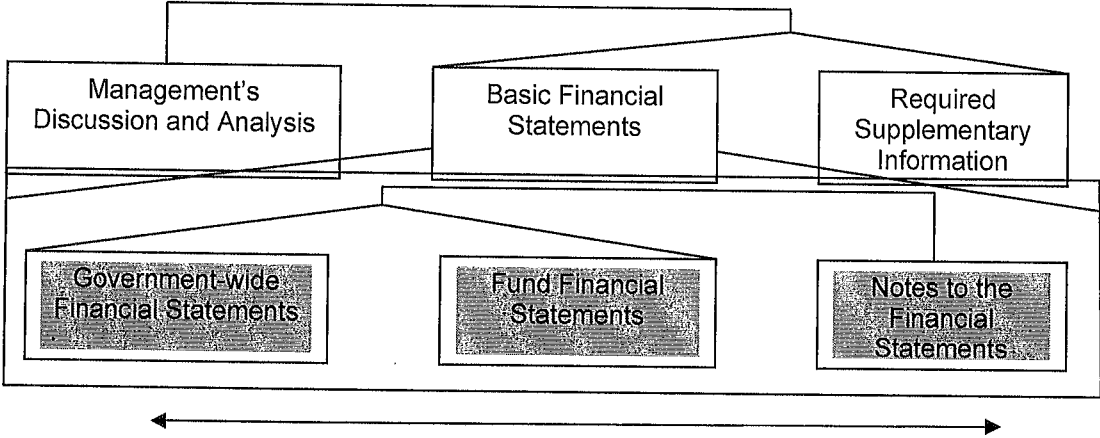 Management's
Discussion and Analysis
Basic Financial
Statements
Required
Supplementary
Information
Government-wide
Financial Statements
Fund Financial
Statements
Notes to the
Financial
Statements